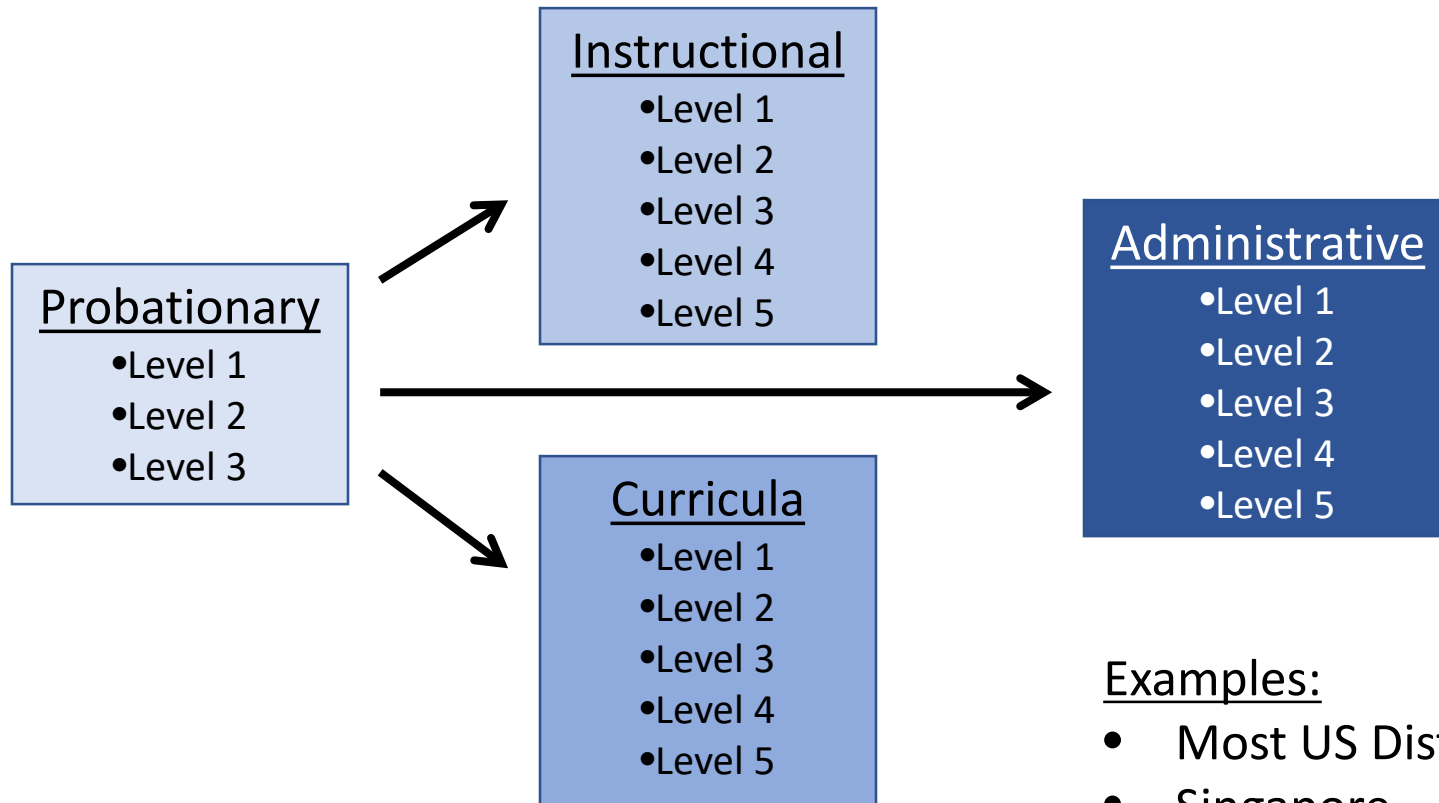 Probationary
•Level 1
•Level 2
•Level 3
Instructional
•Level 1
•Level 2
•Level 3
•Level 4
•Level 5
Curricula
•Level 1
•Level 2
•Level 3
•Level 4
•Level 5
Administrative
•Level 1
•Level 2
•Level 3
•Level 4
•Level 5
Examples:
• Most US